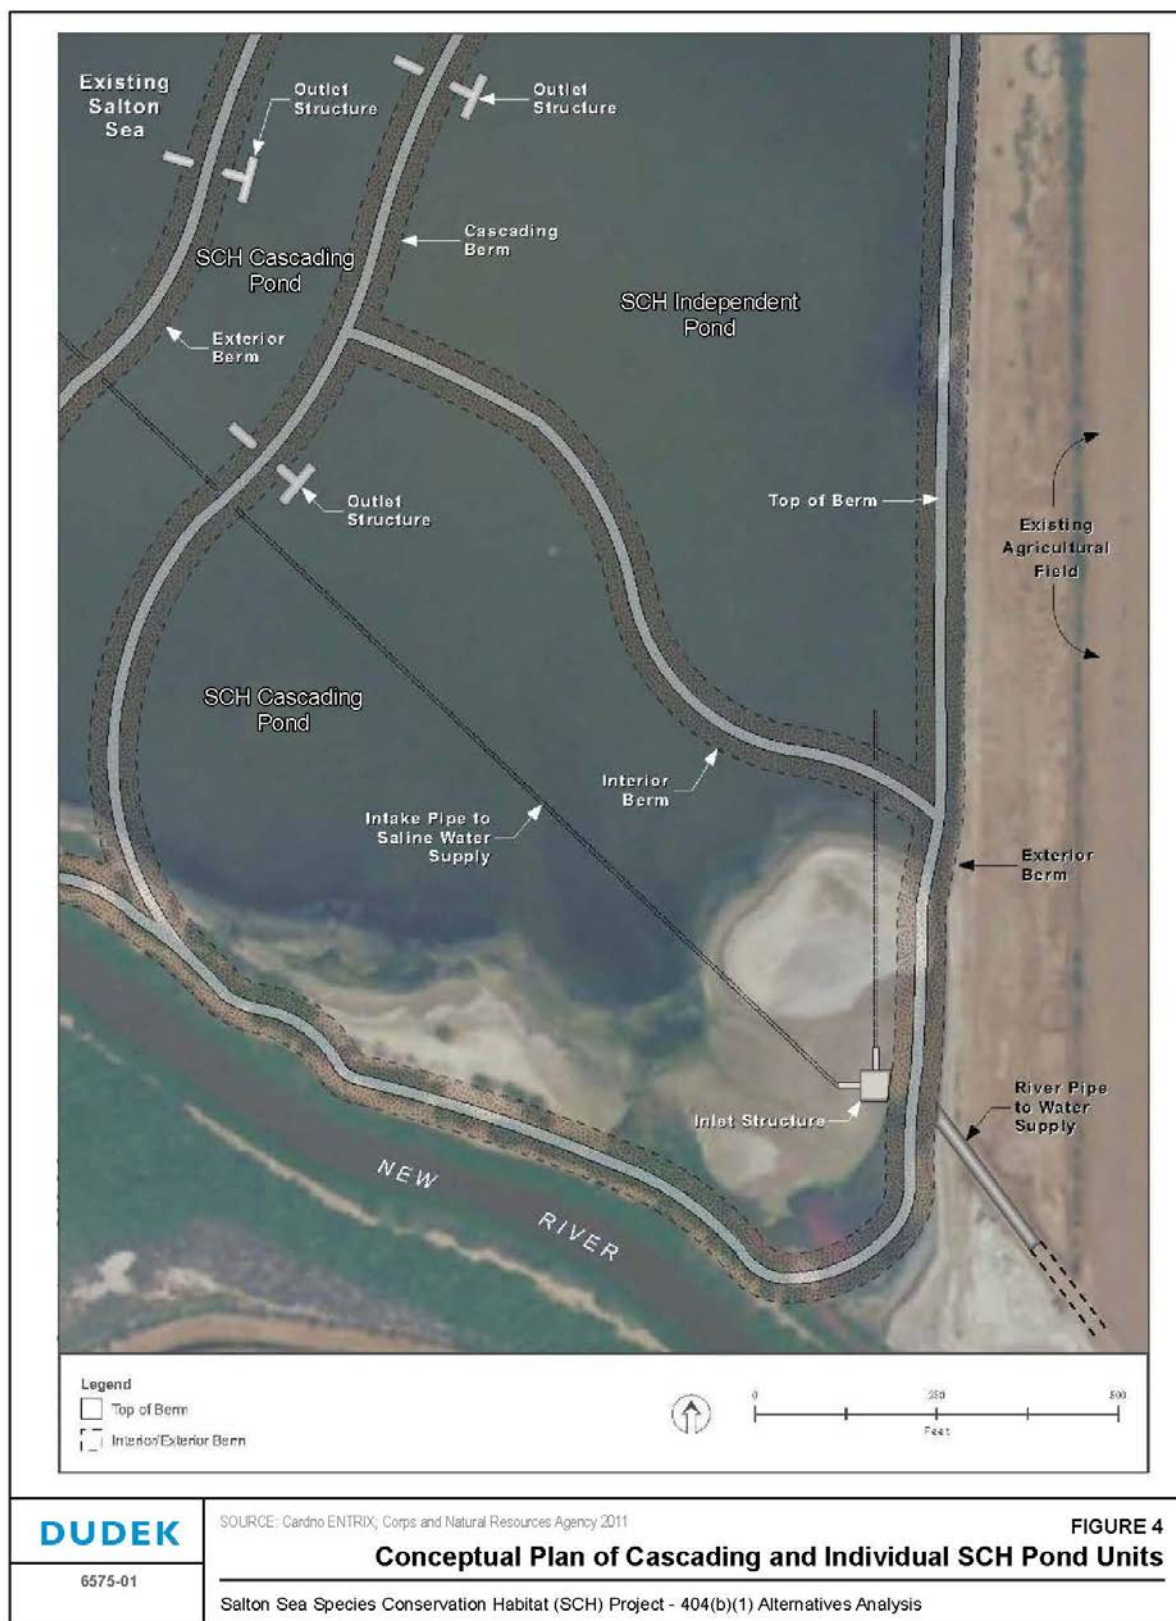 Existing
Salton
Sea
Outlet
Structure
Outlet
Structure
Cascading
Berm
SCH Cascading
Pond
SCH Independent
Pond
Exterior
Berm
Outlet
Structure
Top of Berm
Existing
Agricultural
Field
SCH Cascading
Pond
Interior
Berm
Intake Pipe to
Saline Water
Supply
Exterior
Berm
River Pipe
to Water
Supply
Inlet Structure
NEW
RIVER
Legend
Top of Berm
Interior/Exterior Berm
0 250 500
Feet
DUDEK
6575-01
SOURCE: Cardno ENTRIX; Corps and Natural Resources Agency 2011
FIGURE 4
Conceptual Plan of Cascading and Individual SCH Pond Units
Salton Sea Species Conservation Habitat (SCH) Project - 404(b)(1) Alternatives Analysis